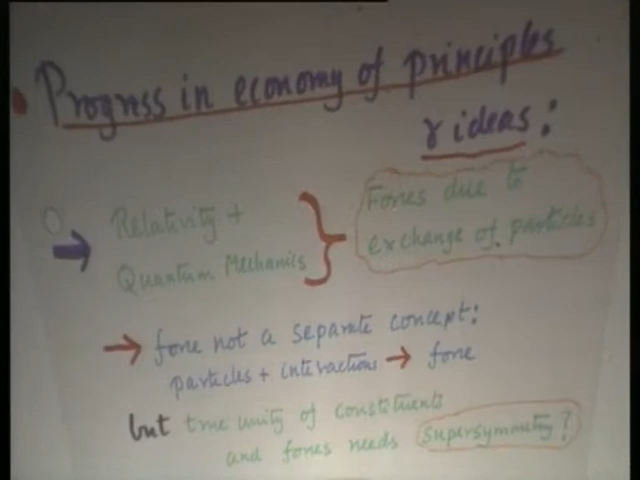 • Progress in economy of principles
& ideas:
Relativity +
Quantum Mechanics
Forces due to
exchange of particles
→ force not a separate concept:
particles + interactions → force
but true unity of constituents
and forces needs supersymmetry?